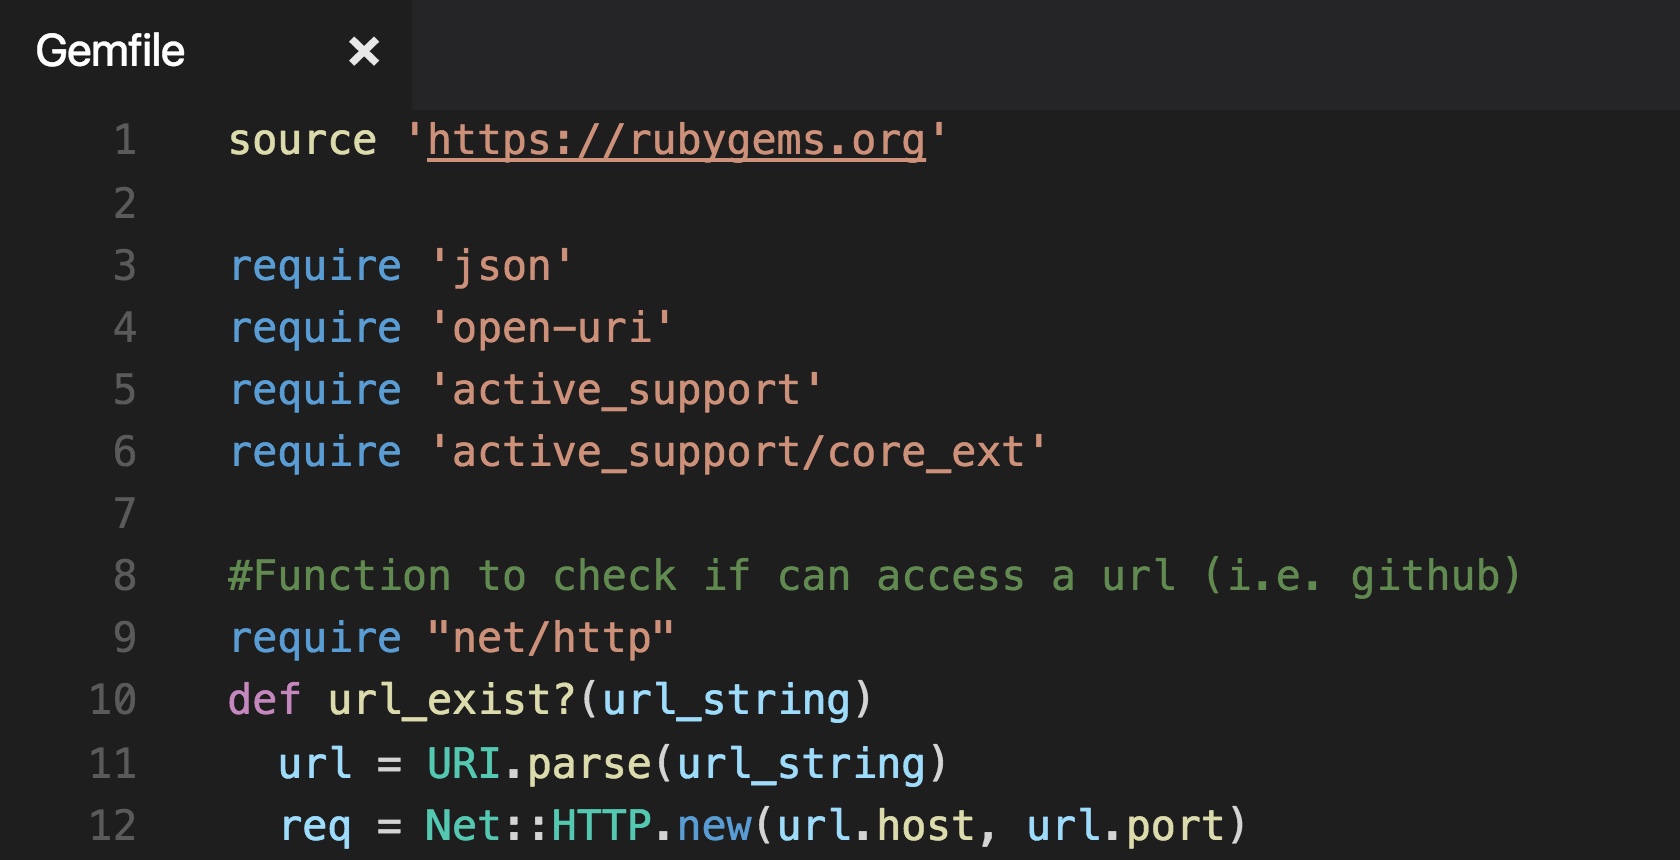 Gemfile
1 source 'https://rubygems.org'
2
3 require 'json'
4 require 'open-uri'
5 require 'active_support'
6 require 'active_support/core_ext'
7
8 #Function to check if can access a url (i.e. github)
9 require "net/http"
10 def url_exist?(url_string)
11   url = URI.parse(url_string)
12   req = Net::HTTP.new(url.host, url.port)